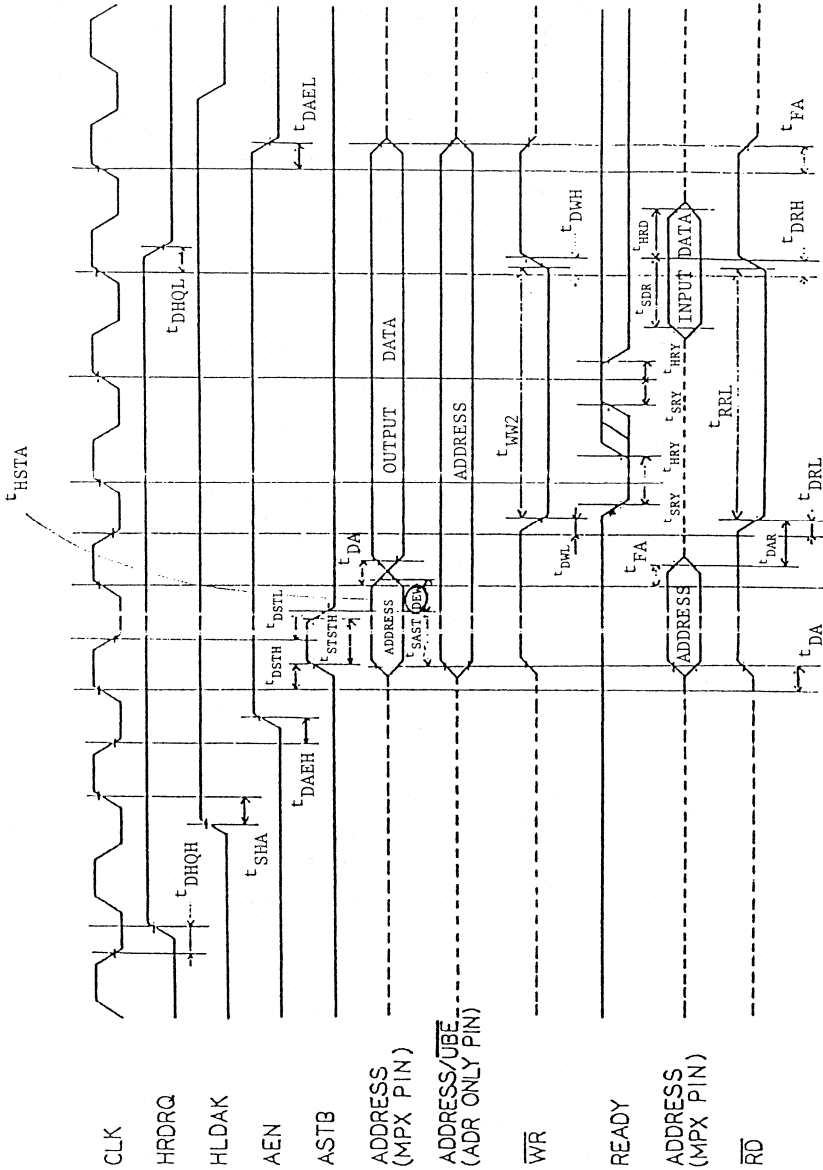 CLK
HRDRQ
HLDAK
AEN
ASTB
ADDRESS
(MPX PIN)
ADDRESS/UBE
(ADR ONLY PIN)
WR
READY
ADDRESS
(MPX PIN)
RD
tDHQH
tDHQL
tSHA
tDAEH
tDAEL
tHSTA
tDSTH
tDSTL
tSTSTH
ADDRESS
tSAST
tDA
OUTPUT DATA
ADDRESS
tWW2
tDWL
tDWH
tSRY
tHRY
tSRY
tHRY
tFA
ADDRESS
tSDR
tHRD
INPUT DATA
tDAR
tRRL
tDA
tDRL
tDRH
tFA